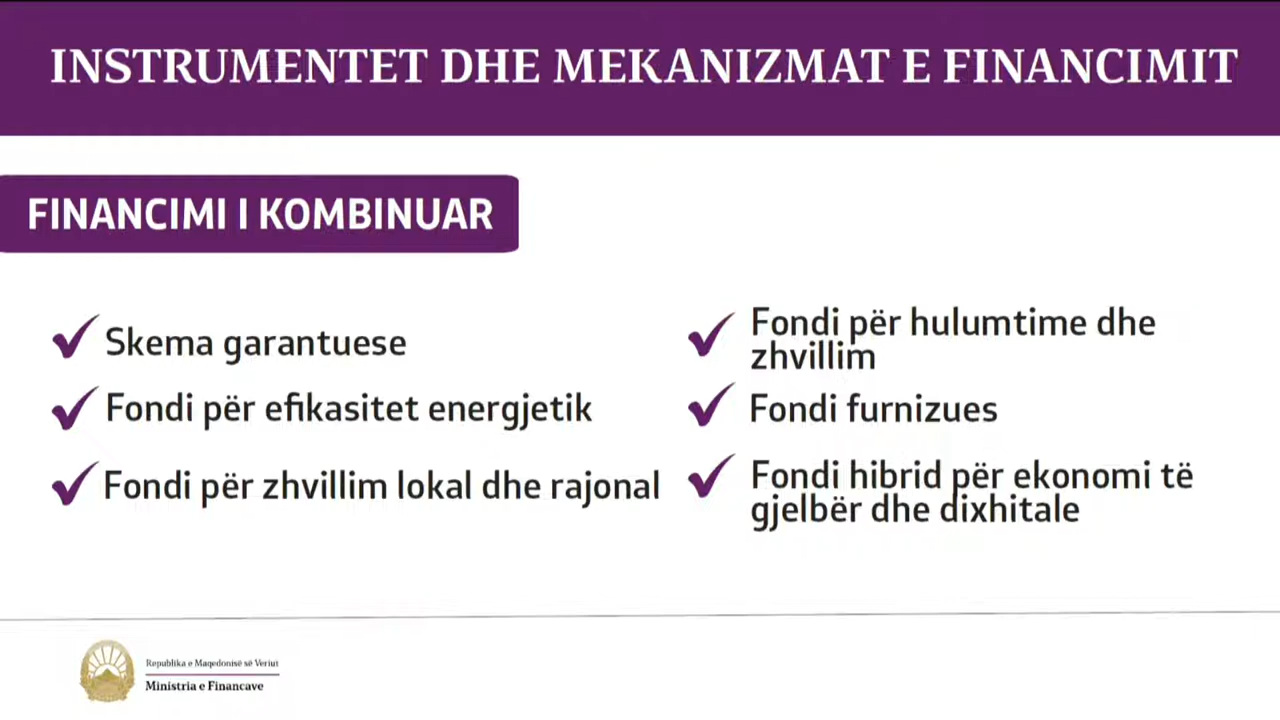 INSTRUMENTET DHE MEKANIZMAT E FINANCIMIT
FINANCIMI I KOMBINUAR
Skema garantuese
Fondi për efikasitet energjetik
Fondi për zhvillim lokal dhe rajonal
Fondi për hulumtime dhe
zhvillim
Fondi furnizues
Fondi hibrid për ekonomi të
gjelbër dhe dixhitale
Republika e Maqedonisë së Veriut
Ministria e Financave